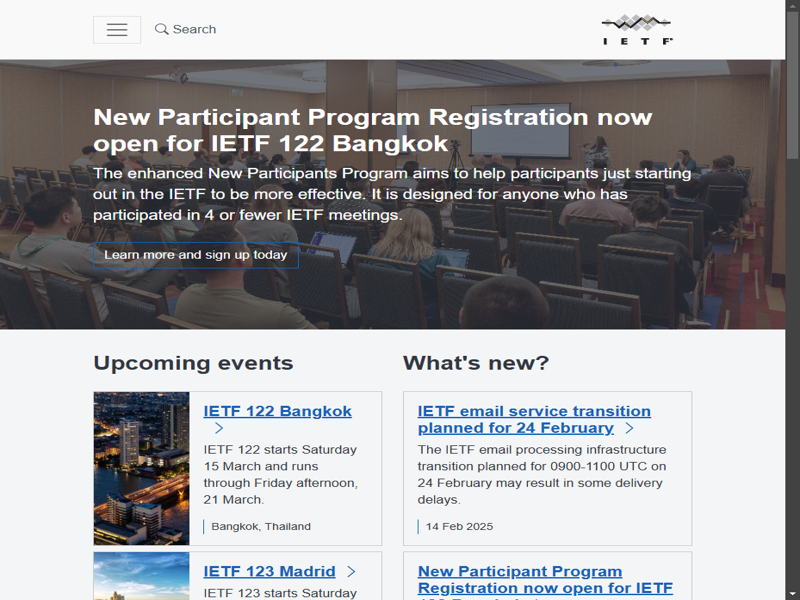 Search
IETF
New Participant Program Registration now
open for IETF 122 Bangkok
The enhanced New Participants Program aims to help participants just starting
out in the IETF to be more effective. It is designed for anyone who has
participated in 4 or fewer IETF meetings.
Learn more and sign up today
Upcoming events
IETF 122 Bangkok
IETF 122 starts Saturday
15 March and runs
through Friday afternoon,
21 March.
Bangkok, Thailand
IETF 123 Madrid
IETF 123 starts Saturday
What's new?
IETF email service transition
planned for 24 February
The IETF email processing infrastructure
transition planned for 0900-1100 UTC on
24 February may result in some delivery
delays.
14 Feb 2025
New Participant Program
Registration now open for IETF